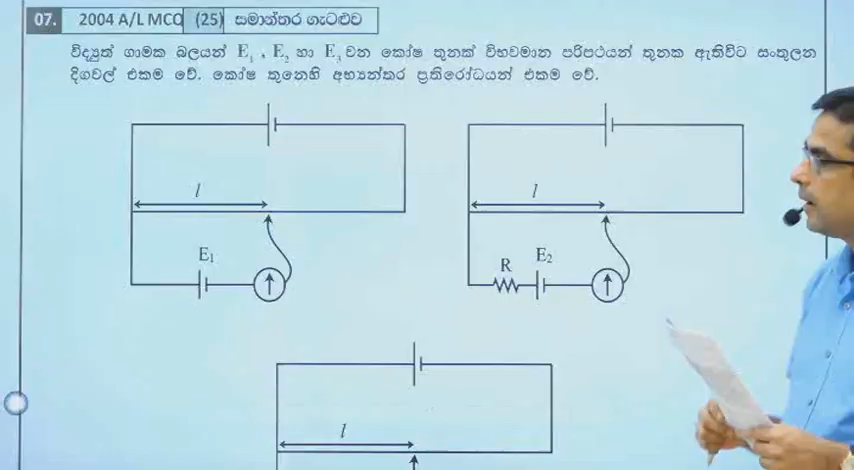 07. 2004 A/L MCQ (25) සමාන්තර ගැටළුව
විද්‍යුත් ගාමක බලයන් E₁ , E₂ හා E₃ වන කෝෂ තුනක් විභවමාන පරිපථයන් තුනක ඇතිවිට සංතුලන
දිගවල් එකම වේ. කෝෂ තුනෙහි අභ්‍යන්තර ප්‍රතිරෝධයන් එකම වේ.
l
l
E₁
R
E₂
l